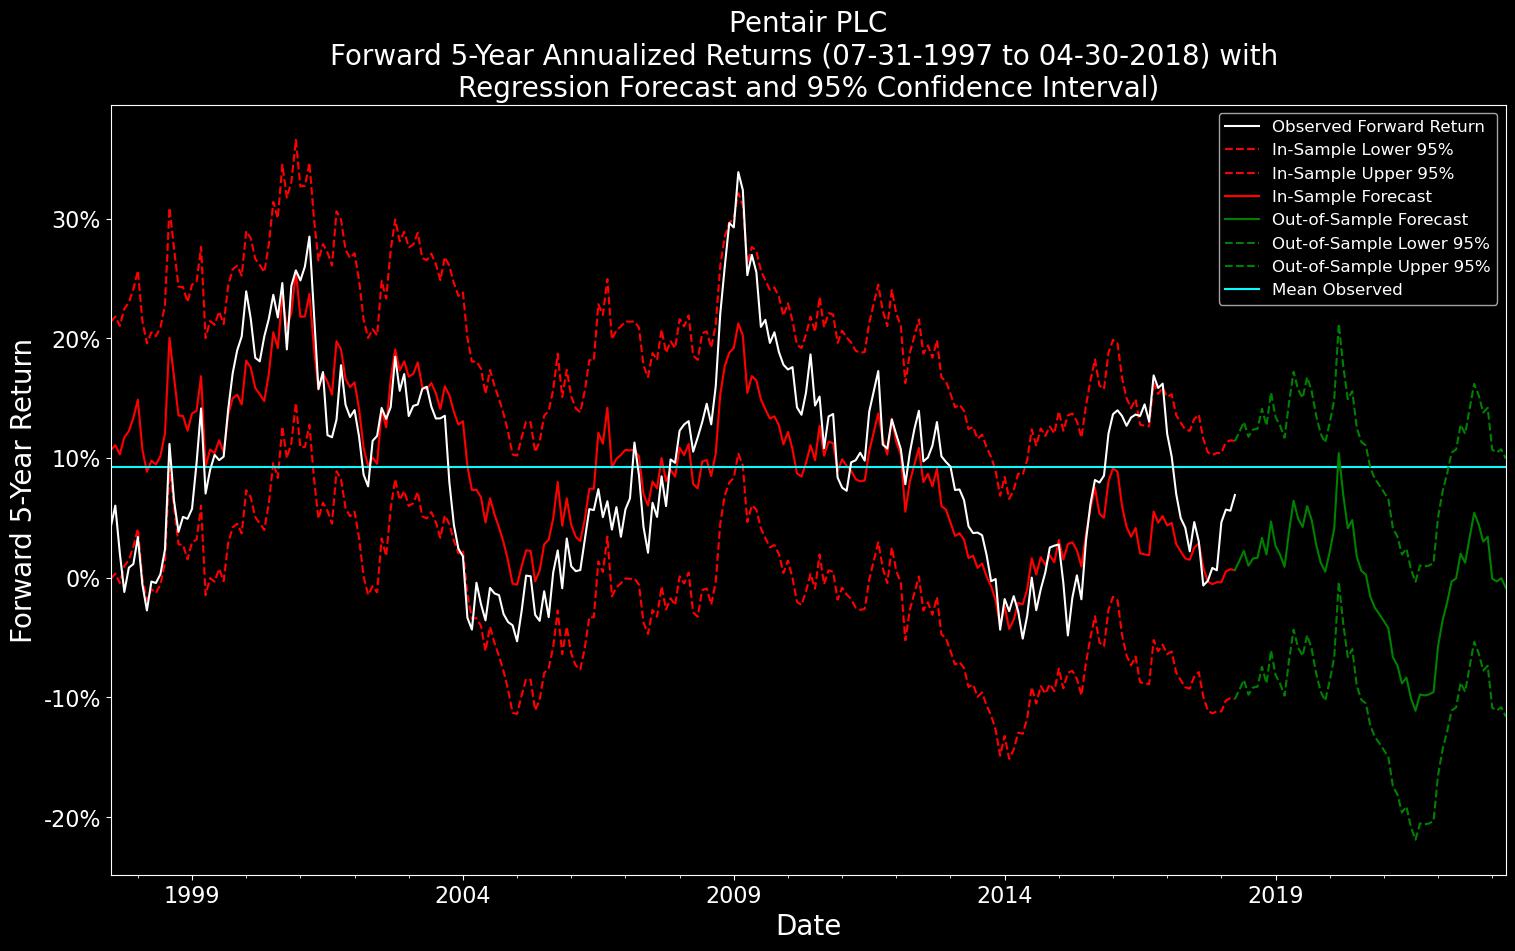 Pentair PLC
Forward 5-Year Annualized Returns (07-31-1997 to 04-30-2018) with
Regression Forecast and 95% Confidence Interval)
Observed Forward Return
In-Sample Lower 95%
In-Sample Upper 95%
In-Sample Forecast
Out-of-Sample Forecast
Out-of-Sample Lower 95%
Out-of-Sample Upper 95%
Mean Observed
Forward 5-Year Return
30%
20%
10%
0%
-10%
-20%
1999 2004 2009 2014 2019
Date